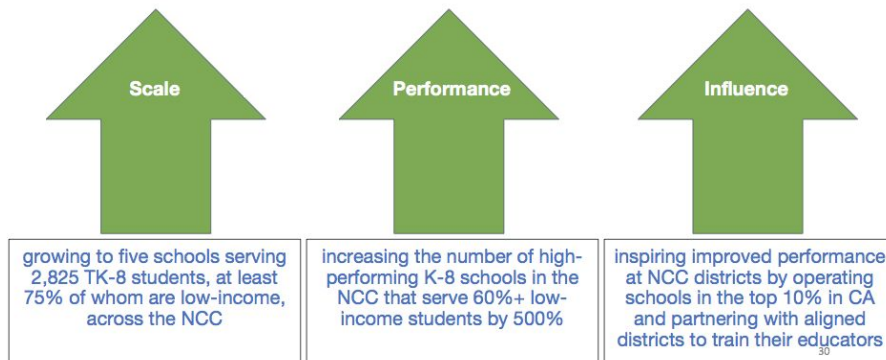 Scale
Performance
Influence
growing to five schools serving
2,825 TK-8 students, at least
75% of whom are low-income,
across the NCC
increasing the number of high-
performing K-8 schools in the
NCC that serve 60%+ low-
income students by 500%
inspiring improved performance
at NCC districts by operating
schools in the top 10% in CA
and partnering with aligned
districts to train their educators
30